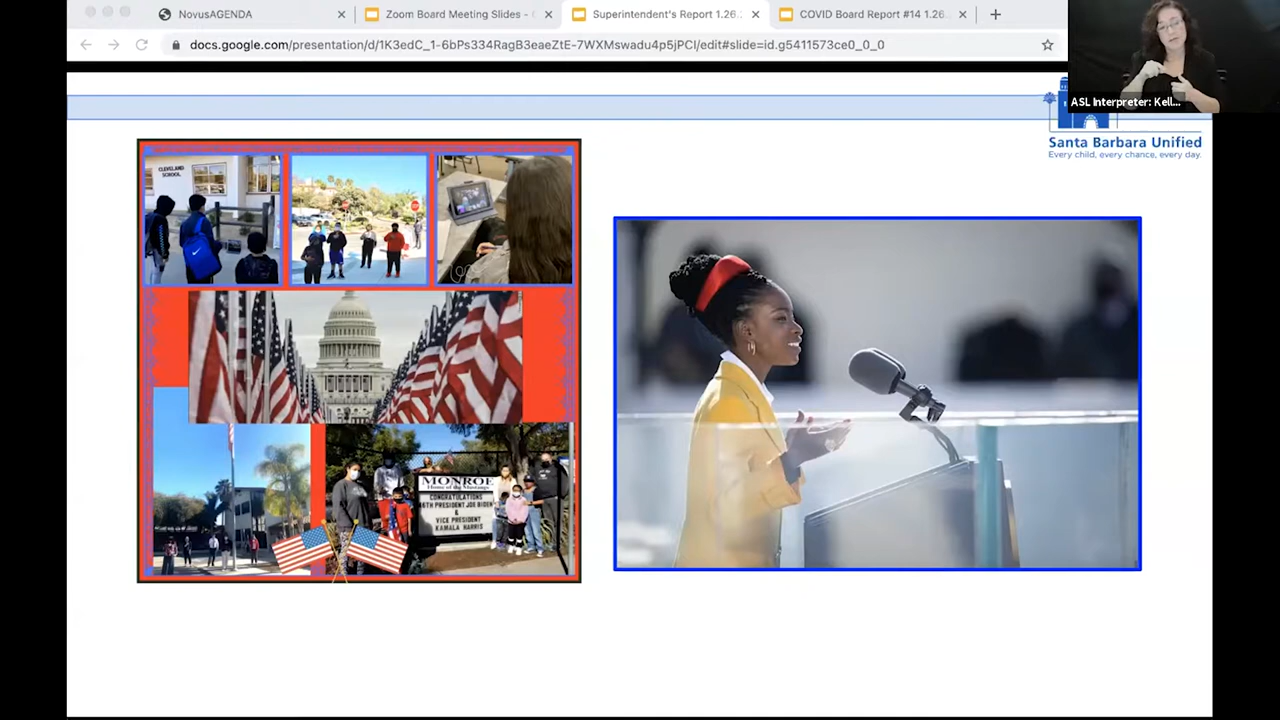 NovusAGENDA
Zoom Board Meeting Slides -
Superintendent's Report 1.26.
COVID Board Report #14 1.26.
docs.google.com/presentation/d/1K3edC_1-6bPs334RagB3eaeZtE-7WXMswadu4p5jPCI/edit#slide=id.g5411573ce0_0_0
ASL Interpreter: Kell...
Santa Barbara Unified
Every child, every chance, every day.
CLEVELAND
SCHOOL
MONROE
Home of the Mustangs
CONGRATULATIONS
46TH PRESIDENT JOE BIDEN
&
VICE PRESIDENT
KAMALA HARRIS